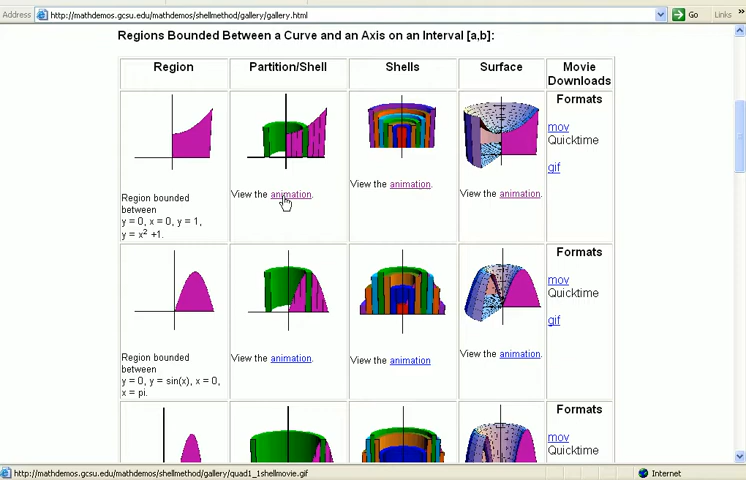 Address http://mathdemos.gcsu.edu/mathdemos/shellmethod/gallery/gallery.html Go Links »
Regions Bounded Between a Curve and an Axis on an Interval [a,b]:
Region Partition/Shell Shells Surface Movie
Downloads
Formats
mov
Quicktime
gif
View the animation.
View the animation.
View the animation.
Region bounded
between
y = 0, x = 0, y = 1,
y = x² +1.
Formats
mov
Quicktime
gif
View the animation.
View the animation
View the animation.
Region bounded
between
y = 0, y = sin(x), x = 0,
x = pi.
Formats
mov
Quicktime
http://mathdemos.gcsu.edu/mathdemos/shellmethod/gallery/quad1_1shellmovie.gif Internet